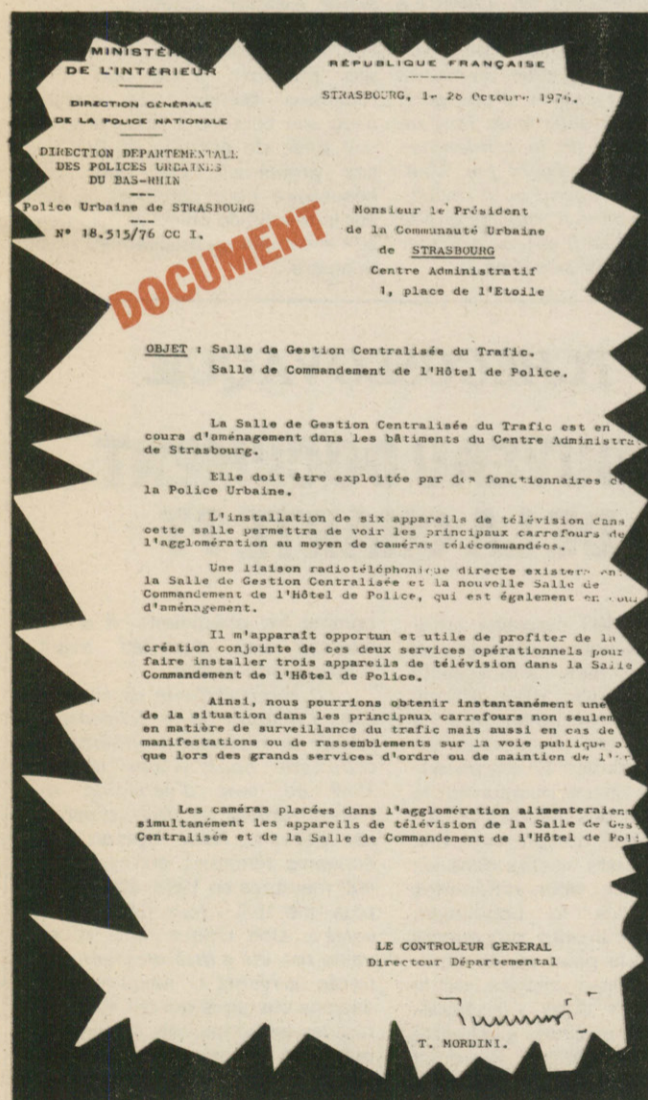 MINISTÈR
DE L'INTÉRIEUR
DIRECTION GÉNÉRALE
DE LA POLICE NATIONALE
DIRECTION DEPARTEMENTALE
DES POLICES URBAINES
DU BAS-RHIN
Police Urbaine de STRASBOURG
N° 18.515/76 CC I.
RÉPUBLIQUE FRANÇAISE
STRASBOURG, le 26 Octobre 1976.
DOCUMENT
Monsieur le Président
de la Communauté Urbaine
de STRASBOURG
Centre Administratif
1, place de l'Etoile
OBJET : Salle de Gestion Centralisée du Trafic.
Salle de Commandement de l'Hôtel de Police.
La Salle de Gestion Centralisée du Trafic est en
cours d'aménagement dans les bâtiments du Centre Administra
de Strasbourg.
Elle doit être exploitée par des fonctionnaires
la Police Urbaine.
L'installation de six appareils de télévision dans
cette salle permettra de voir les principaux carrefours de
l'agglomération au moyen de caméras télécommandées.
Une liaison radiotéléphonique directe existera
la Salle de Gestion Centralisée et la nouvelle Salle de
Commandement de l'Hôtel de Police, qui est également en
d'aménagement.
Il m'apparaît opportun et utile de profiter de la
création conjointe de ces deux services opérationnels pour
faire installer trois appareils de télévision dans la Salle
Commandement de l'Hôtel de Police.
Ainsi, nous pourrions obtenir instantanément une
de la situation dans les principaux carrefours non seulem
en matière de surveillance du trafic mais aussi en cas de
manifestations ou de rassemblements sur la voie publique
que lors des grands services d'ordre ou de maintion de
Les caméras placées dans l'agglomération alimenteraien
simultanément les appareils de télévision de la Salle de Ges
Centralisée et de la Salle de Commandement de l'Hôtel de Poli
LE CONTROLEUR GENERAL
Directeur Départemental
T. MORDINI.